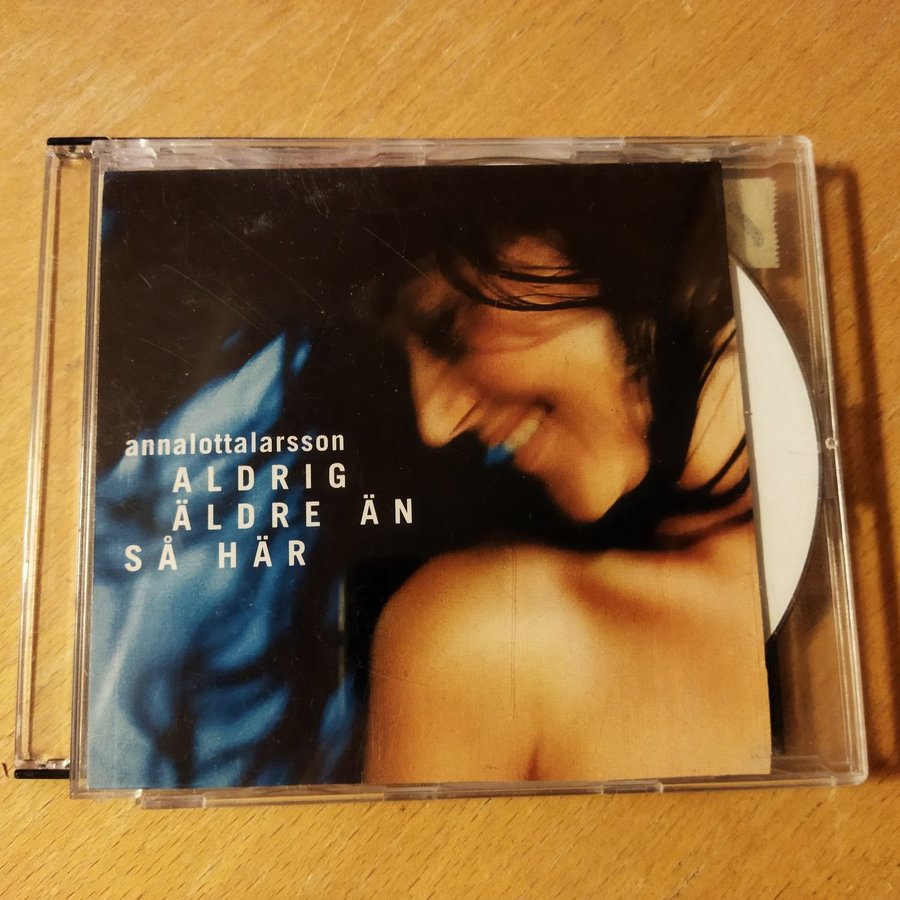 annalottalarsson
ALDRIG
ÄLDRE ÄN
SÅ HÄR